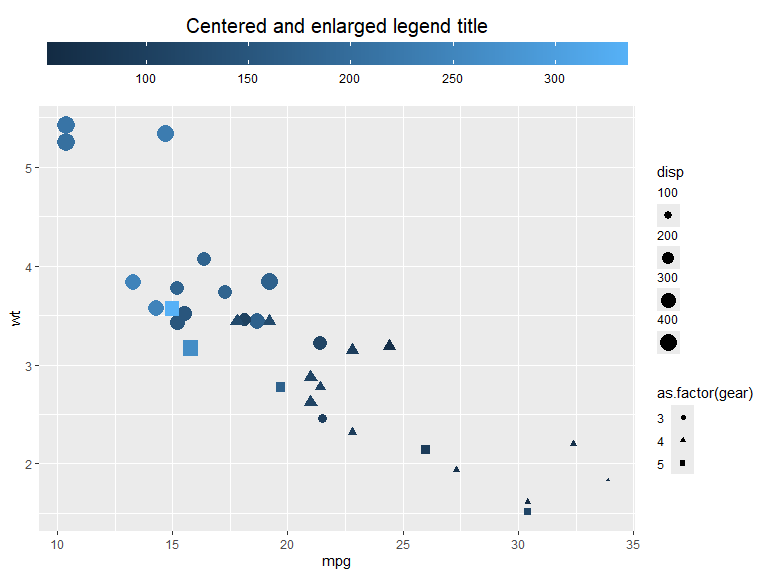 Centered and enlarged legend title
100 150 200 250 300
5
4
3
2
wt
10 15 20 25 30 35
mpg
disp
100
200
300
400
as.factor(gear)
3
4
5